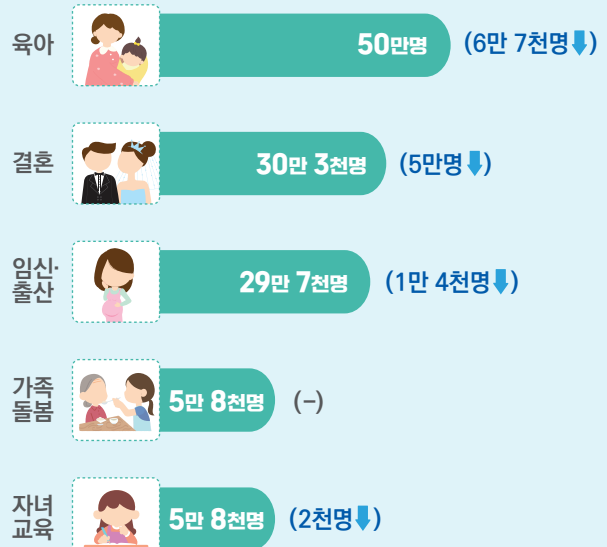 육아
50만명
(6만 7천명⬇)
결혼
30만 3천명
(5만명⬇)
임신·
출산
29만 7천명
(1만 4천명⬇)
가족
돌봄
5만 8천명
(-)
자녀
교육
5만 8천명
(2천명⬇)